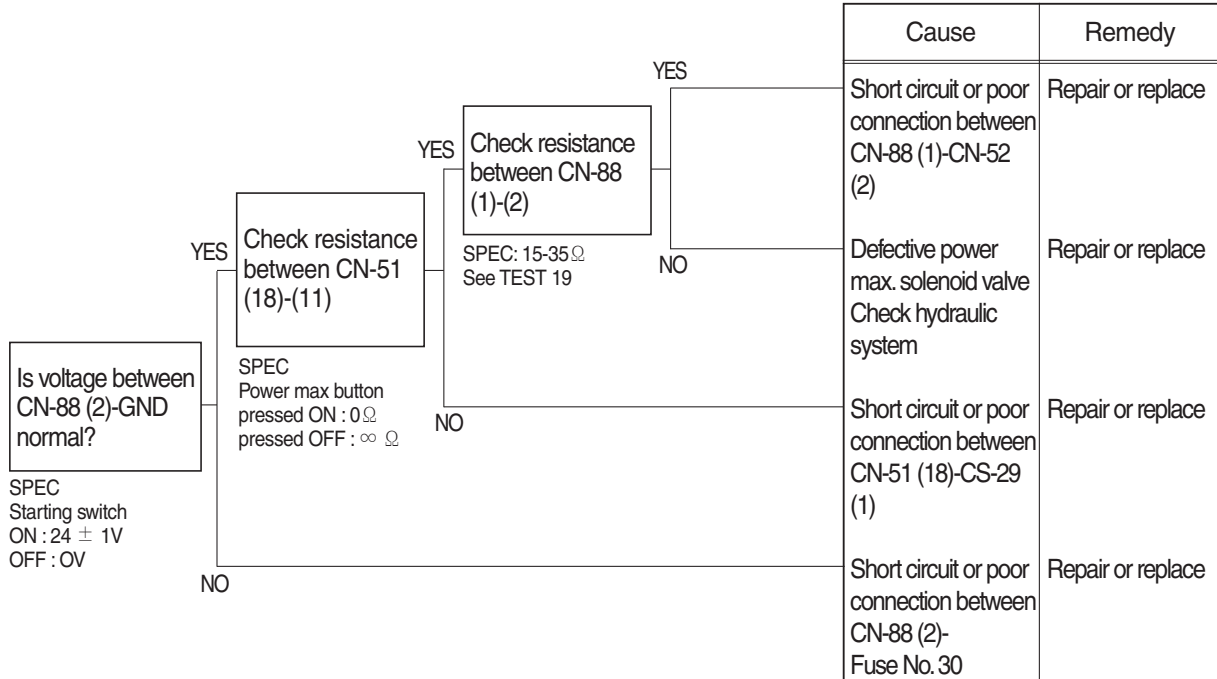 Cause
Remedy
YES
Short circuit or poor
connection between
CN-88 (1)-CN-52
(2)
Repair or replace
YES
Check resistance
between CN-88
(1)-(2)
SPEC: 15-35Ω
See TEST 19
NO
Defective power
max. solenoid valve
Check hydraulic
system
Repair or replace
YES
Check resistance
between CN-51
(18)-(11)
SPEC
Power max button
pressed ON : 0Ω
pressed OFF : ∞ Ω
NO
Short circuit or poor
connection between
CN-51 (18)-CS-29
(1)
Repair or replace
Is voltage between
CN-88 (2)-GND
normal?
SPEC
Starting switch
ON : 24 ± 1V
OFF : OV
NO
Short circuit or poor
connection between
CN-88 (2)-
Fuse No. 30
Repair or replace